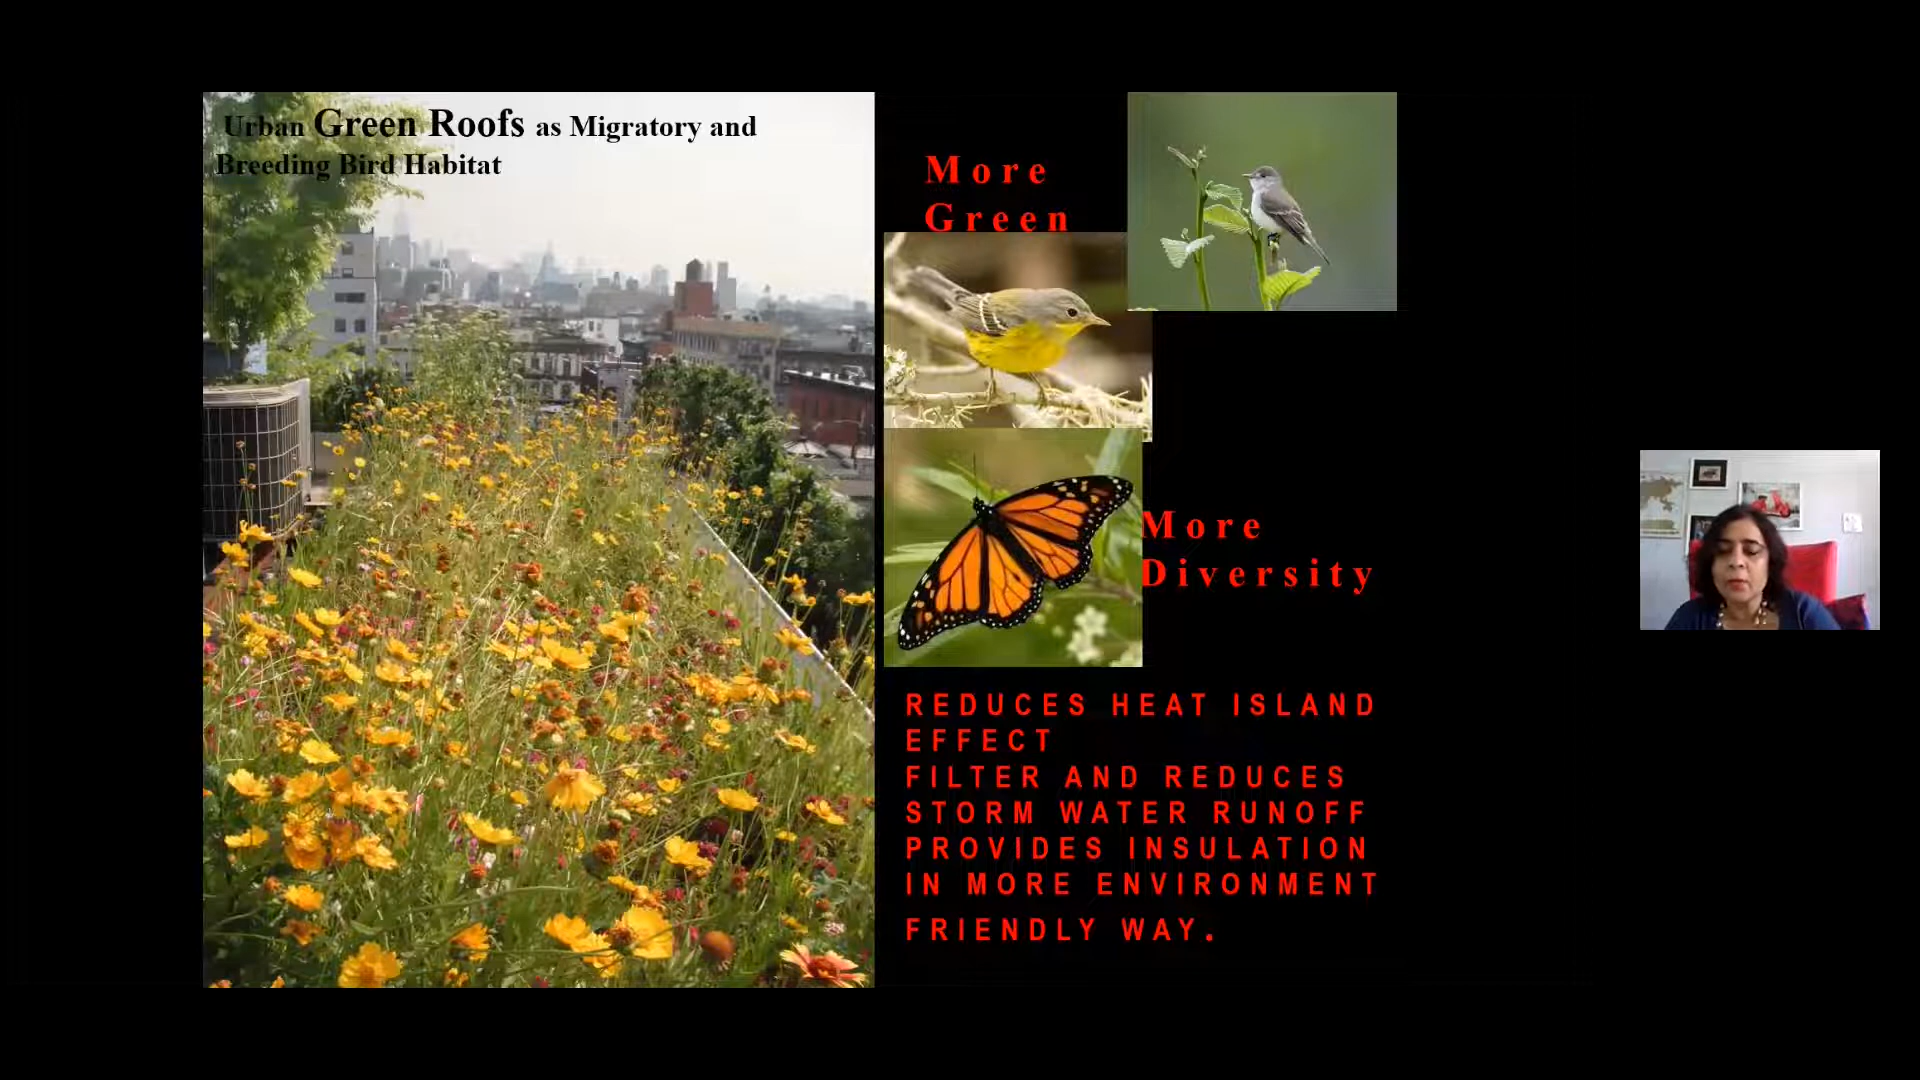 Urban Green Roofs as Migratory and
Breeding Bird Habitat
More
Green
More
Diversity
REDUCES HEAT ISLAND
EFFECT
FILTER AND REDUCES
STORM WATER RUNOFF
PROVIDES INSULATION
IN MORE ENVIRONMENT
FRIENDLY WAY.